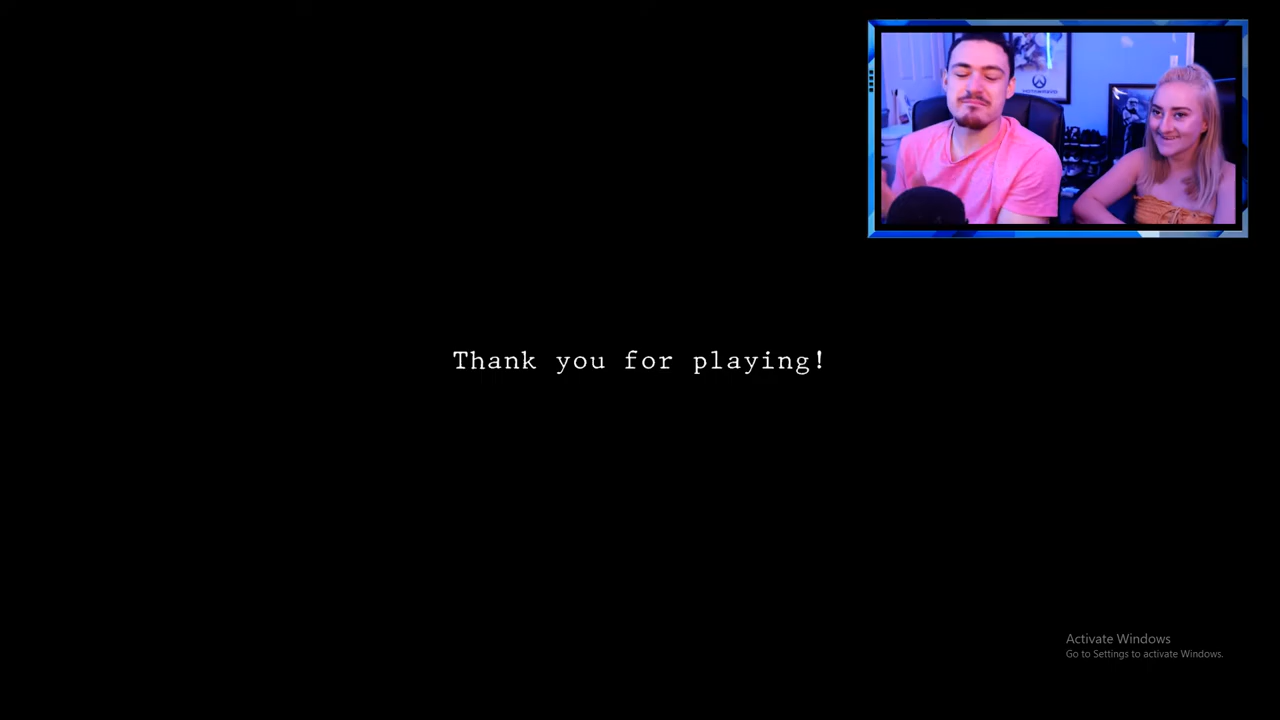 Thank you for playing!
Activate Windows
Go to Settings to activate Windows.